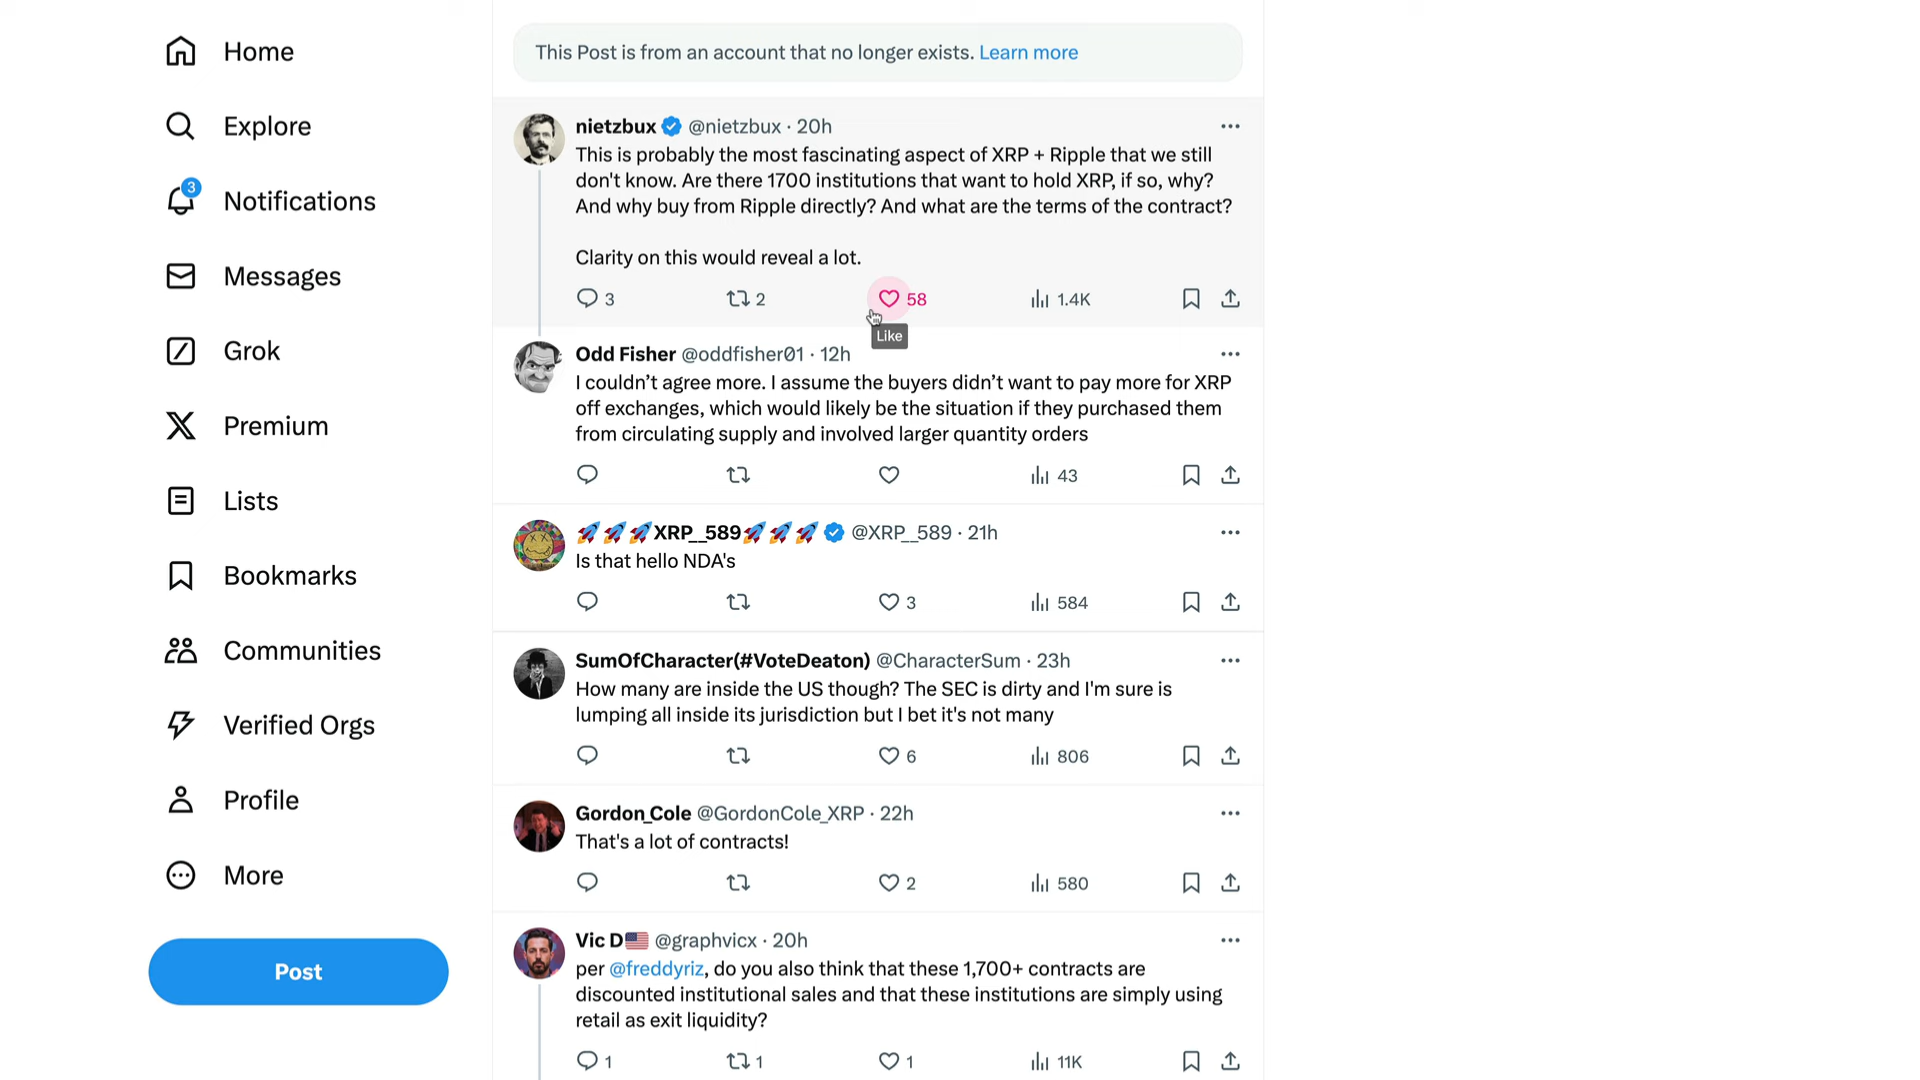 Home
Explore
3
Notifications
Messages
Grok
Premium
Lists
Bookmarks
Communities
Verified Orgs
Profile
More
Post
This Post is from an account that no longer exists. Learn more
nietzbux @nietzbux · 20h
This is probably the most fascinating aspect of XRP + Ripple that we still
don't know. Are there 1700 institutions that want to hold XRP, if so, why?
And why buy from Ripple directly? And what are the terms of the contract?
Clarity on this would reveal a lot.
3 2 58 1.4K
Like
Odd Fisher @oddfisher01 · 12h
I couldn’t agree more. I assume the buyers didn’t want to pay more for XRP
off exchanges, which would likely be the situation if they purchased them
from circulating supply and involved larger quantity orders
43
🚀🚀🚀XRP__589🚀🚀🚀 @XRP__589 · 21h
Is that hello NDA's
3 584
SumOfCharacter(#VoteDeaton) @CharacterSum · 23h
How many are inside the US though? The SEC is dirty and I'm sure is
lumping all inside its jurisdiction but I bet it's not many
6 806
Gordon_Cole @GordonCole_XRP · 22h
That's a lot of contracts!
2 580
Vic D🇺🇸 @graphvicx · 20h
per @freddyriz, do you also think that these 1,700+ contracts are
discounted institutional sales and that these institutions are simply using
retail as exit liquidity?
1 1 1 11K